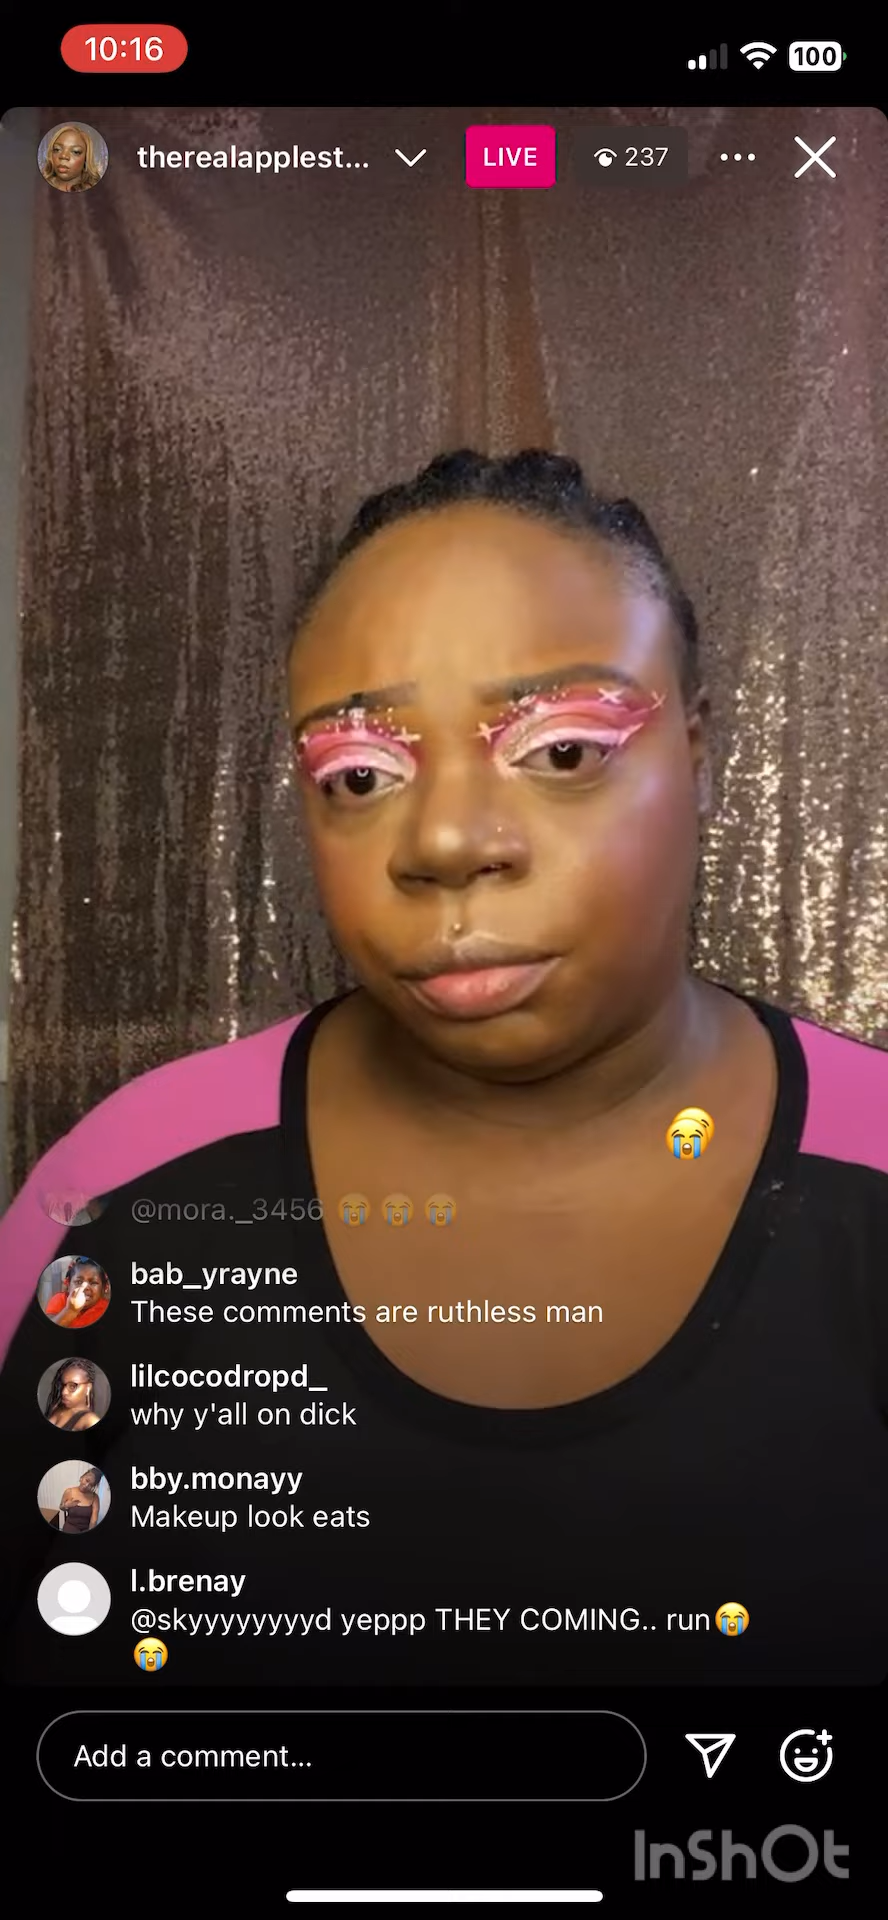 10:16
100
therealapplest...
LIVE
237
@mora._3456 😭 😭 😭
bab_yrayne
These comments are ruthless man
lilcocodropd_
why y'all on dick
bby.monayy
Makeup look eats
l.brenay
@skyyyyyyyyd yeppp THEY COMING.. run😭
😭
Add a comment...
InShOt